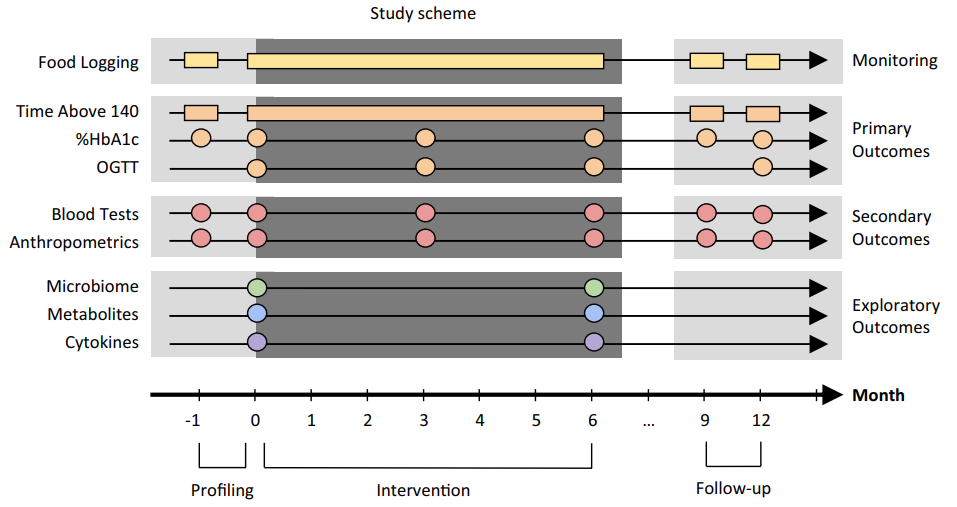 Study scheme
Food Logging
Monitoring
Time Above 140
%HbA1c
OGTT
Primary
Outcomes
Blood Tests
Anthropometrics
Secondary
Outcomes
Microbiome
Metabolites
Cytokines
Exploratory
Outcomes
Month
-1 0 1 2 3 4 5 6 ... 9 12
Profiling Intervention Follow-up